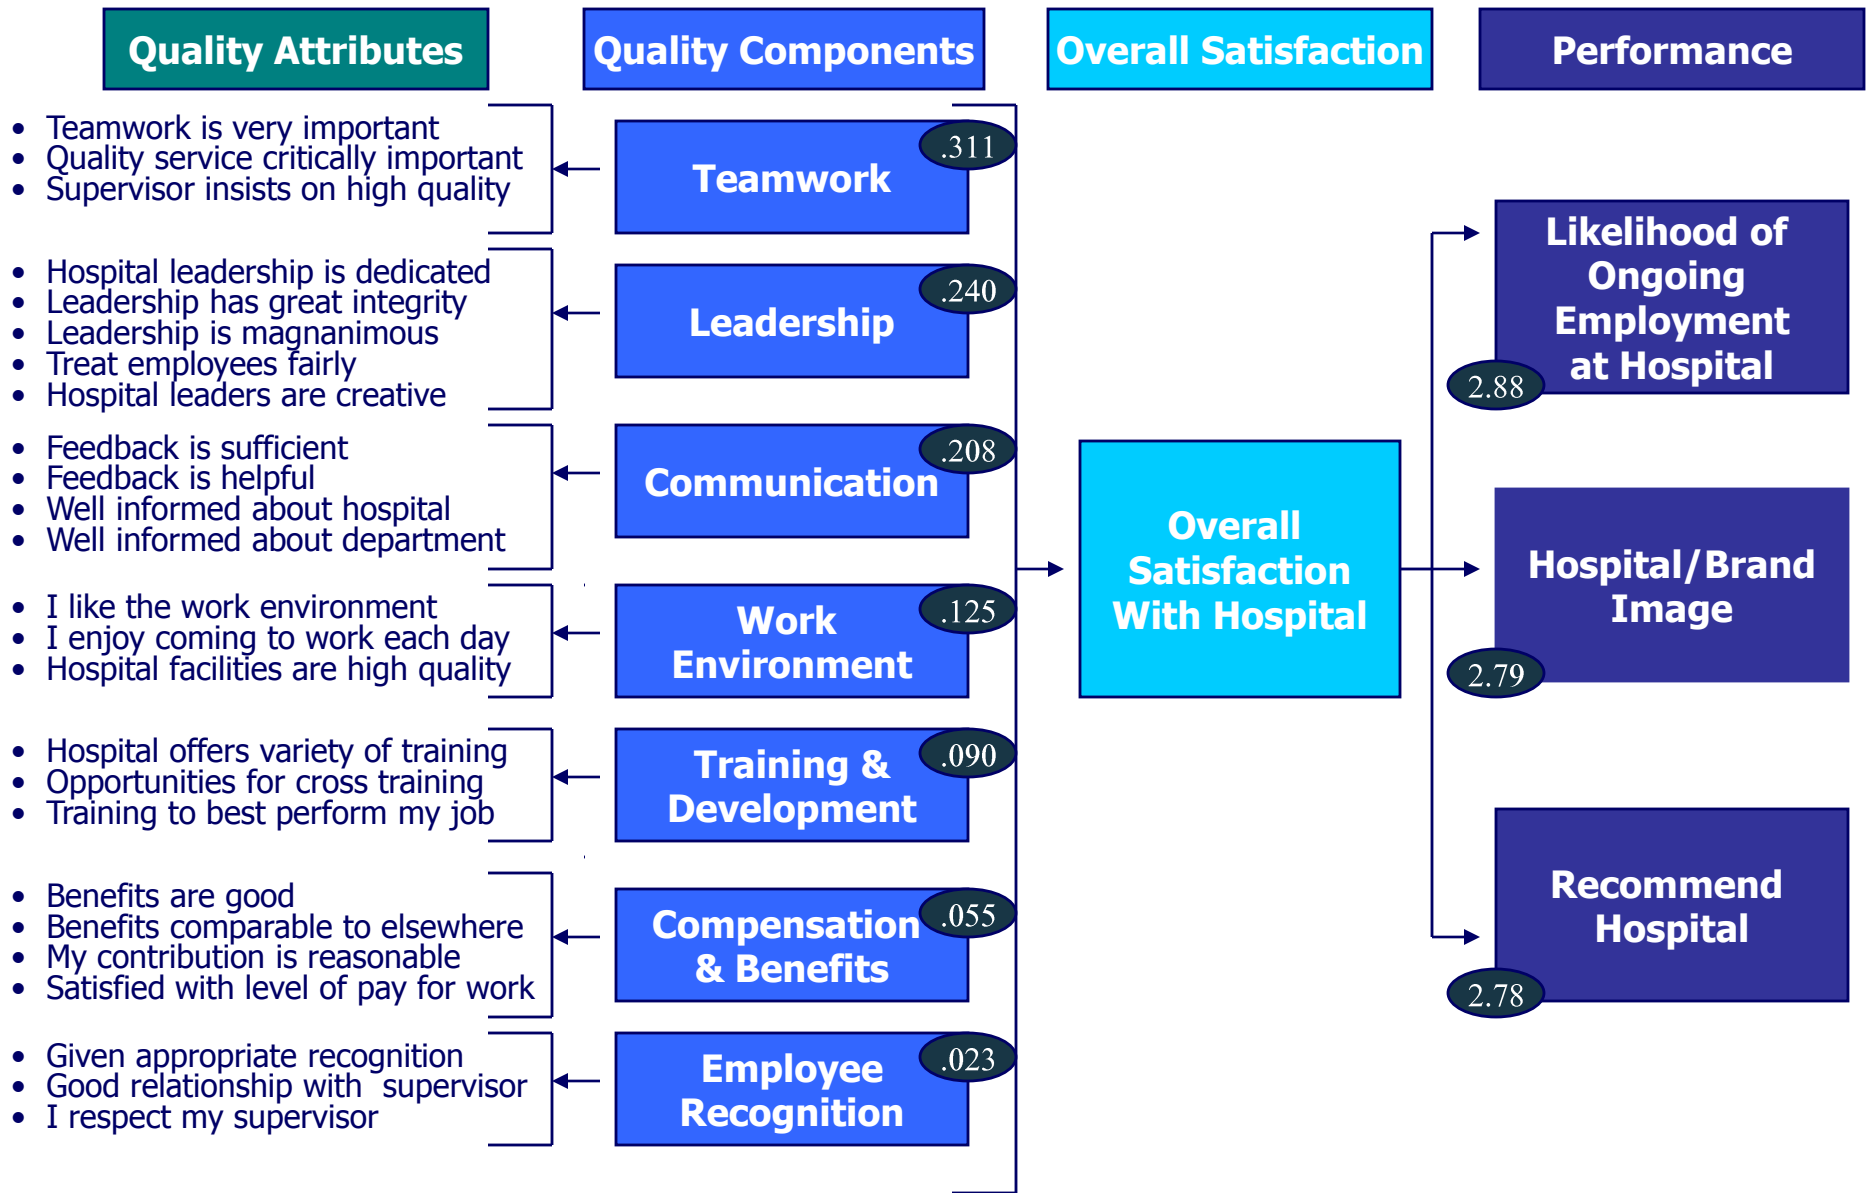 Quality Attributes
Quality Components
Overall Satisfaction
Performance
• Teamwork is very important
• Quality service critically important
• Supervisor insists on high quality
Teamwork
.311
• Hospital leadership is dedicated
• Leadership has great integrity
• Leadership is magnanimous
• Treat employees fairly
• Hospital leaders are creative
Leadership
.240
• Feedback is sufficient
• Feedback is helpful
• Well informed about hospital
• Well informed about department
Communication
.208
• I like the work environment
• I enjoy coming to work each day
• Hospital facilities are high quality
Work
Environment
.125
• Hospital offers variety of training
• Opportunities for cross training
• Training to best perform my job
Training &
Development
.090
• Benefits are good
• Benefits comparable to elsewhere
• My contribution is reasonable
• Satisfied with level of pay for work
Compensation
& Benefits
.055
• Given appropriate recognition
• Good relationship with  supervisor
• I respect my supervisor
Employee
Recognition
.023
Overall
Satisfaction
With Hospital
Likelihood of
Ongoing
Employment
at Hospital
2.88
Hospital/Brand
Image
2.79
Recommend
Hospital
2.78